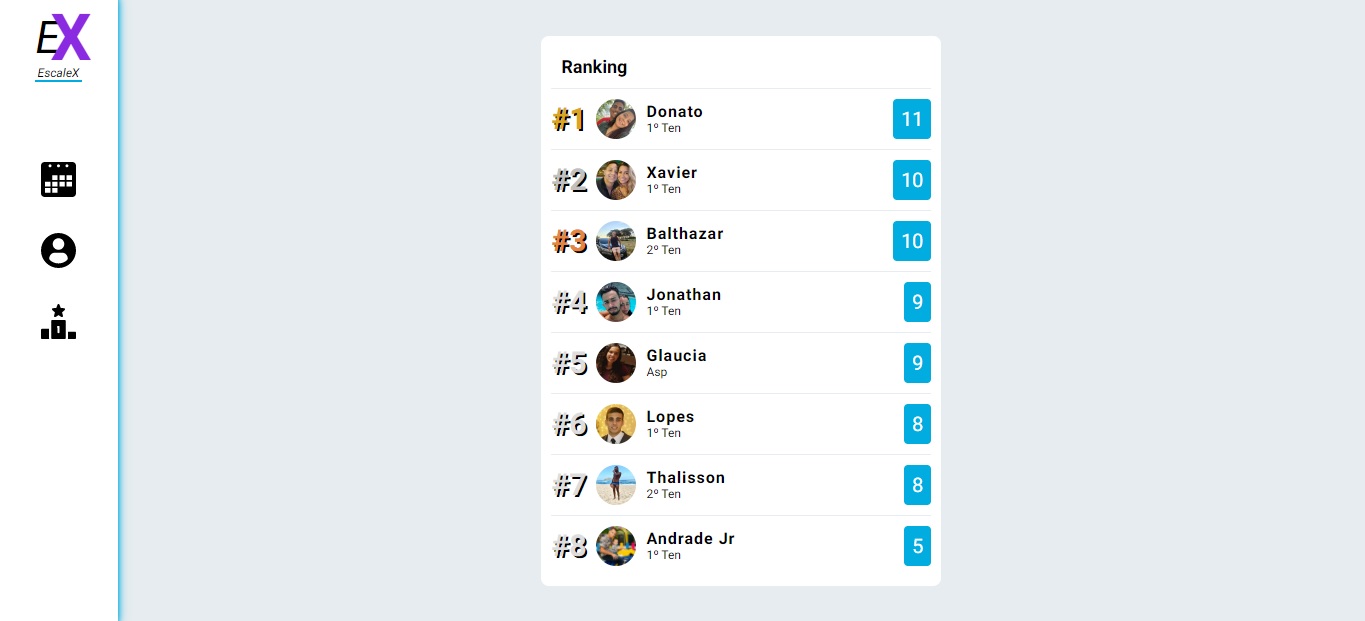 EX
EscaleX
Ranking
#1 Donato 11
1º Ten
#2 Xavier 10
1º Ten
#3 Balthazar 10
2º Ten
#4 Jonathan 9
1º Ten
#5 Glaucia 9
Asp
#6 Lopes 8
1º Ten
#7 Thalisson 8
2º Ten
#8 Andrade Jr 5
1º Ten
1